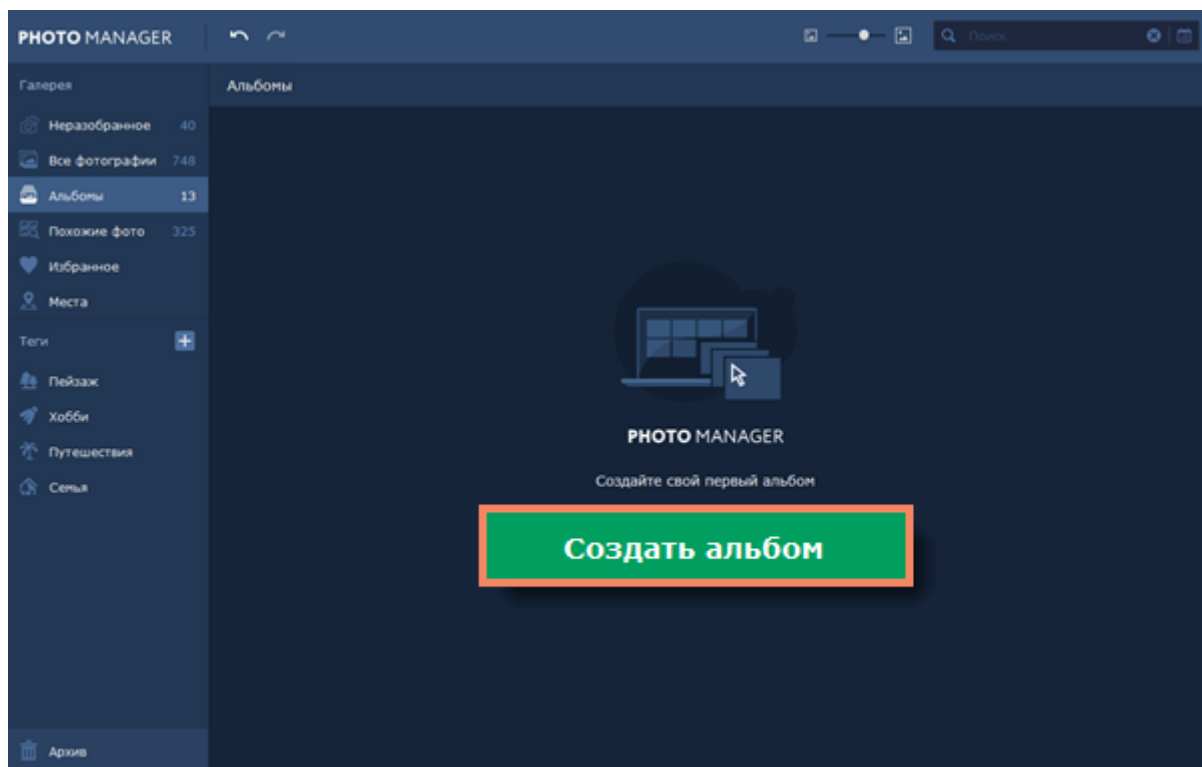 PHOTO MANAGER
Поиск
Галерея
Альбомы
Неразобранное 40
Все фотографии 748
Альбомы 13
Похожие фото 325
Избранное
Места
Теги
Пейзаж
Хобби
Путешествия
Семья
PHOTO MANAGER
Создайте свой первый альбом
Создать альбом
Архив